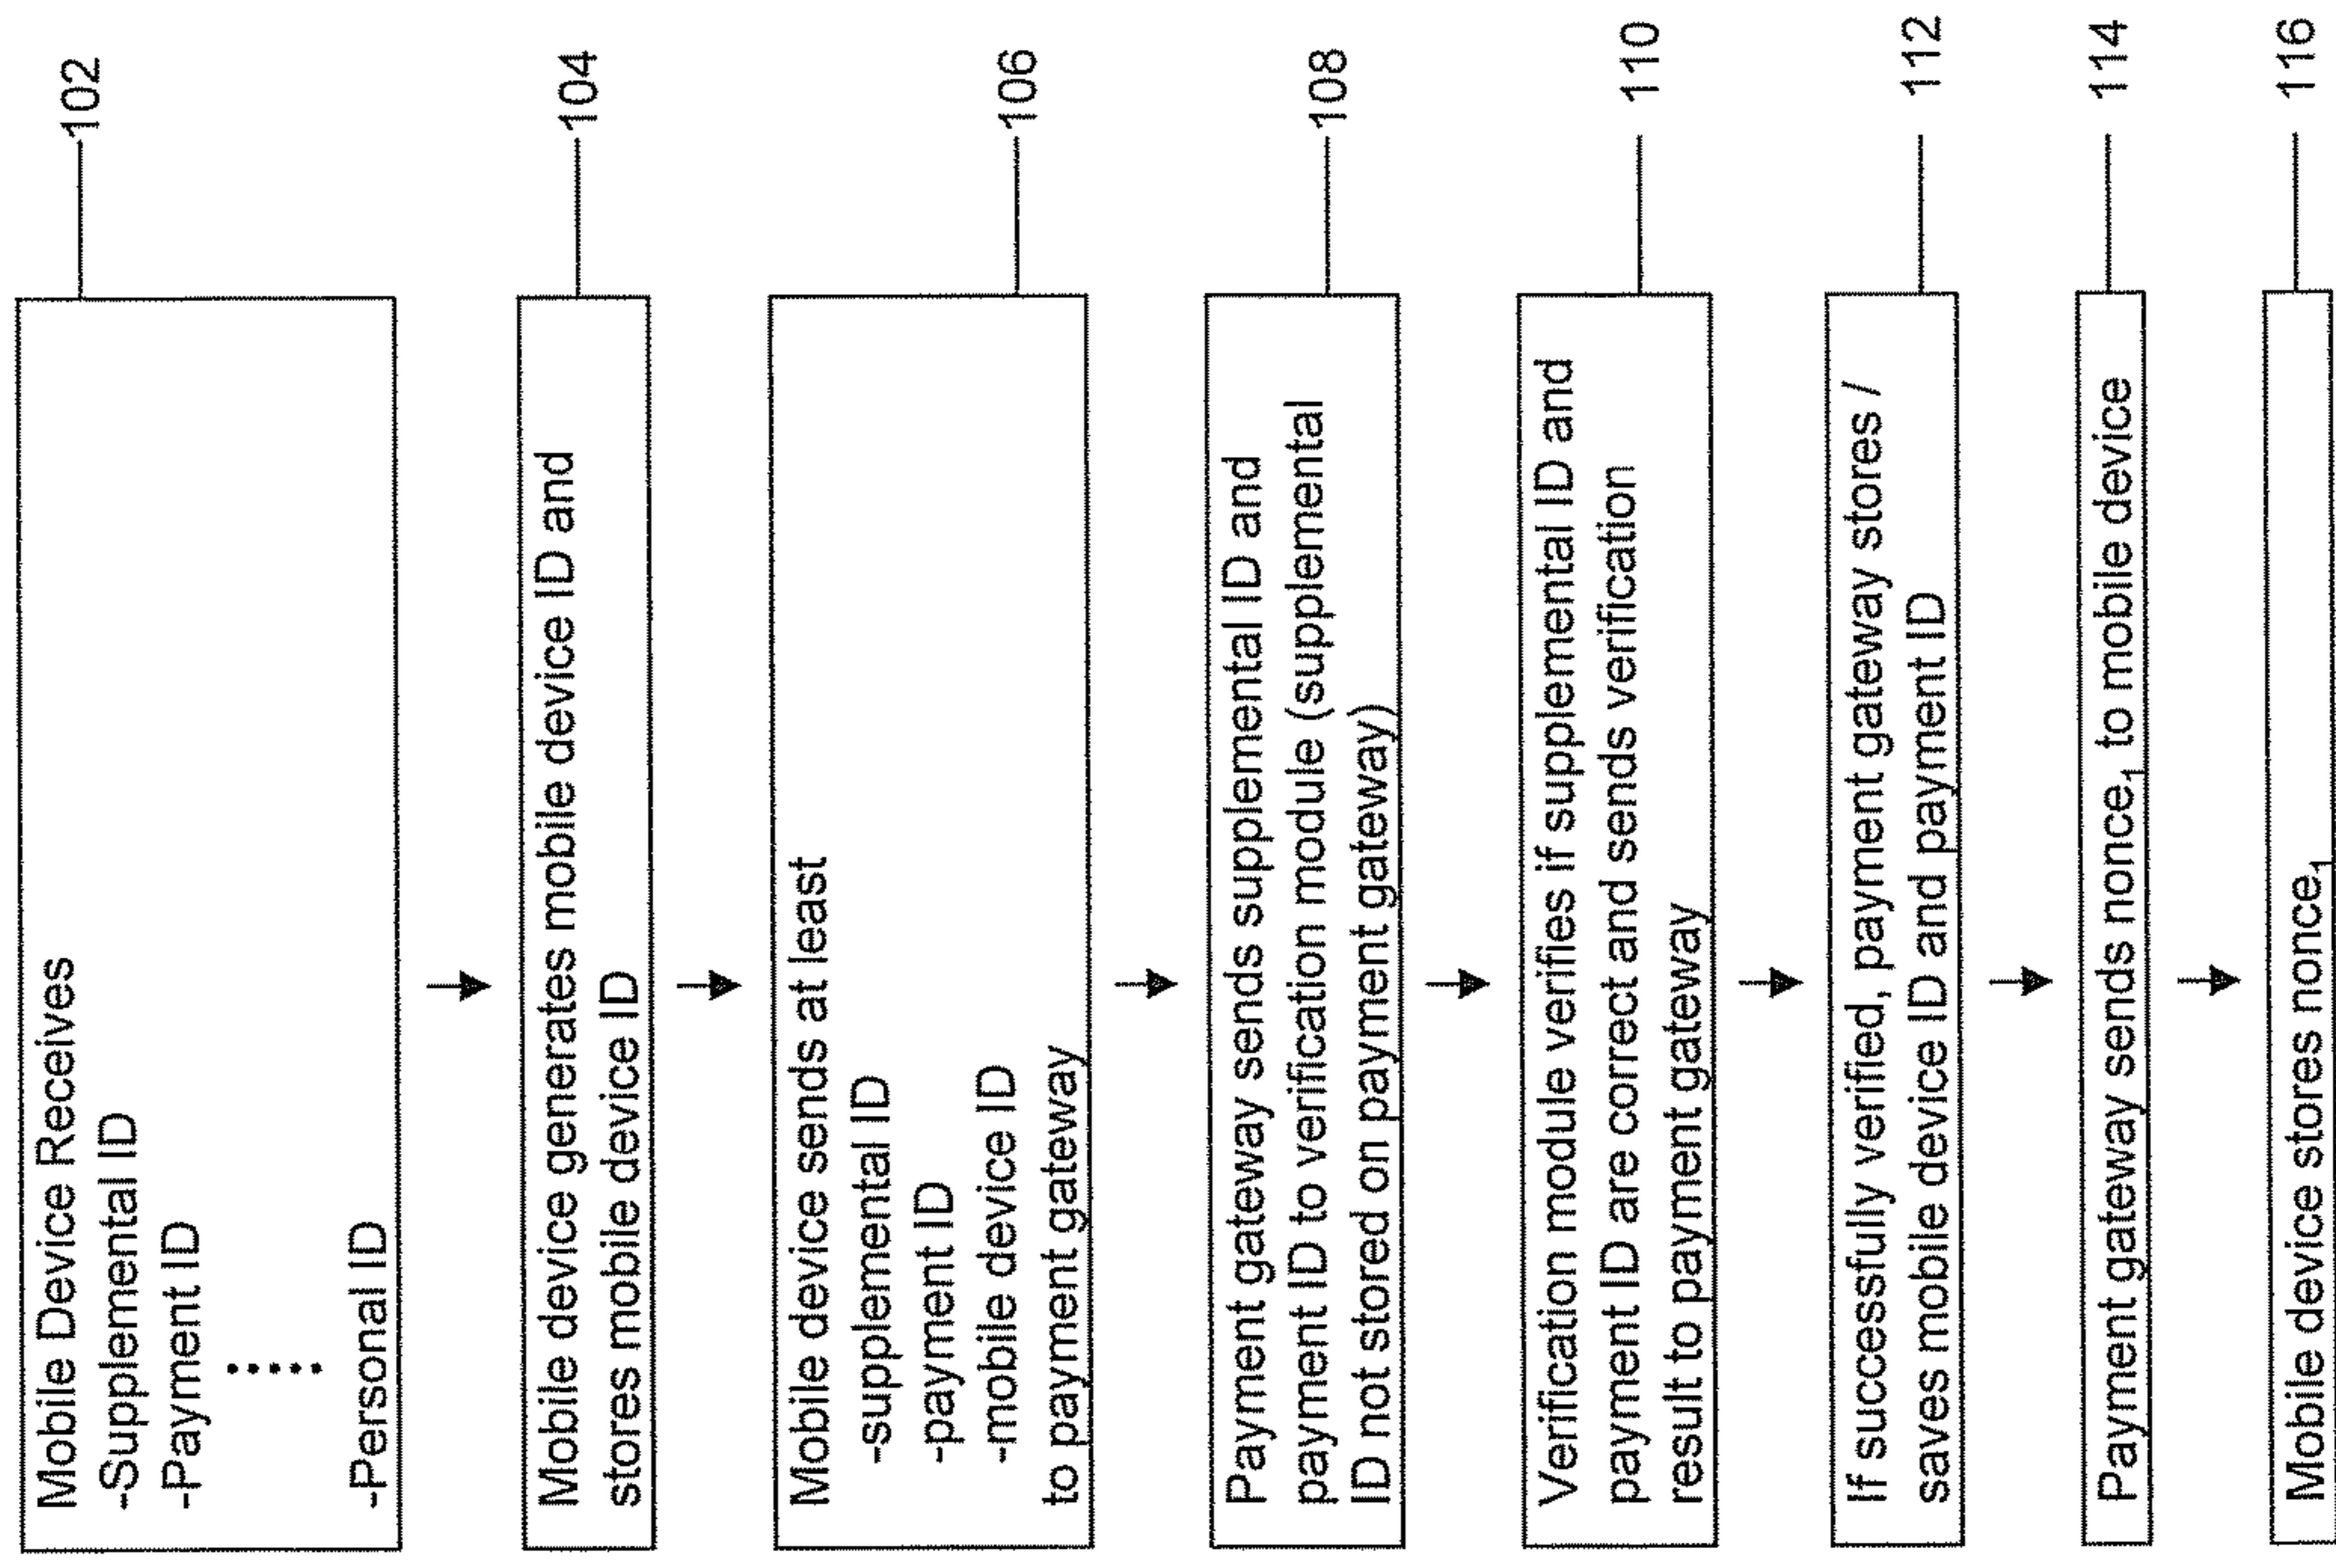 Mobile Device Receives
-Supplemental ID
-Payment ID
-Personal ID
102
Mobile device generates mobile device ID and
stores mobile device ID
104
Mobile device sends at least
-supplemental ID
-payment ID
-mobile device ID
to payment gateway
106
Payment gateway sends supplemental ID and
payment ID to verification module (supplemental
ID not stored on payment gateway)
108
Verification module verifies if supplemental ID and
payment ID are correct and sends verification
result to payment gateway
110
If successfully verified, payment gateway stores /
saves mobile device ID and payment ID
112
Payment gateway sends nonce₁ to mobile device
114
Mobile device stores nonce₁
116